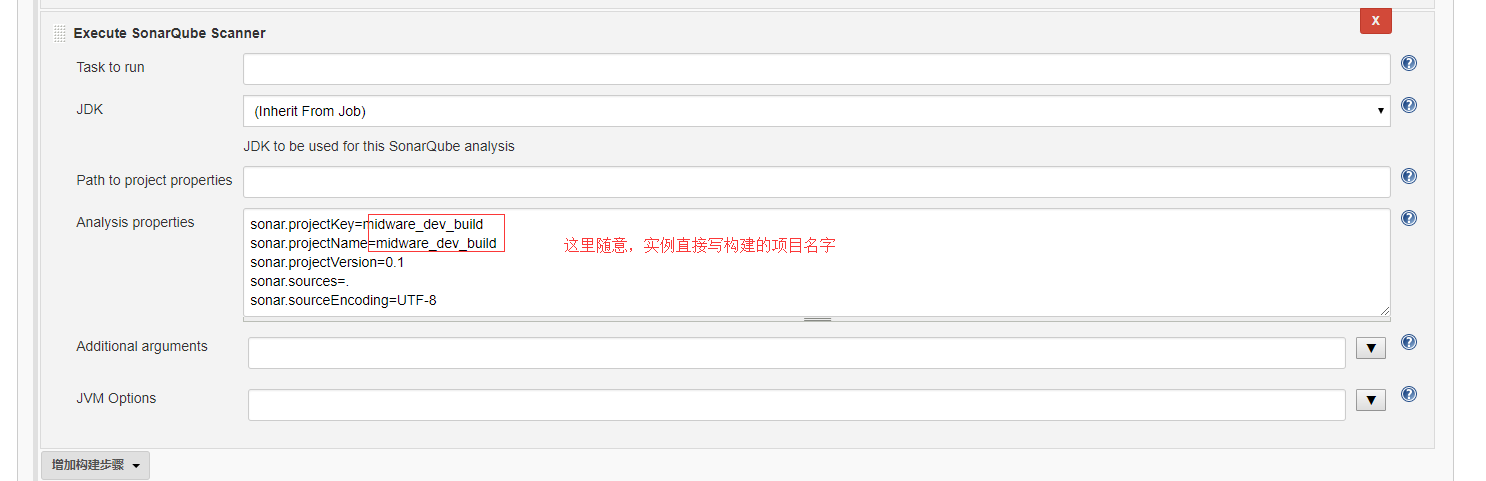 Execute SonarQube Scanner
X
Task to run
JDK
(Inherit From Job)
JDK to be used for this SonarQube analysis
Path to project properties
Analysis properties
sonar.projectKey=midware_dev_build
sonar.projectName=midware_dev_build
这里随意，实例直接写构建的项目名字
sonar.projectVersion=0.1
sonar.sources=.
sonar.sourceEncoding=UTF-8
Additional arguments
JVM Options
增加构建步骤